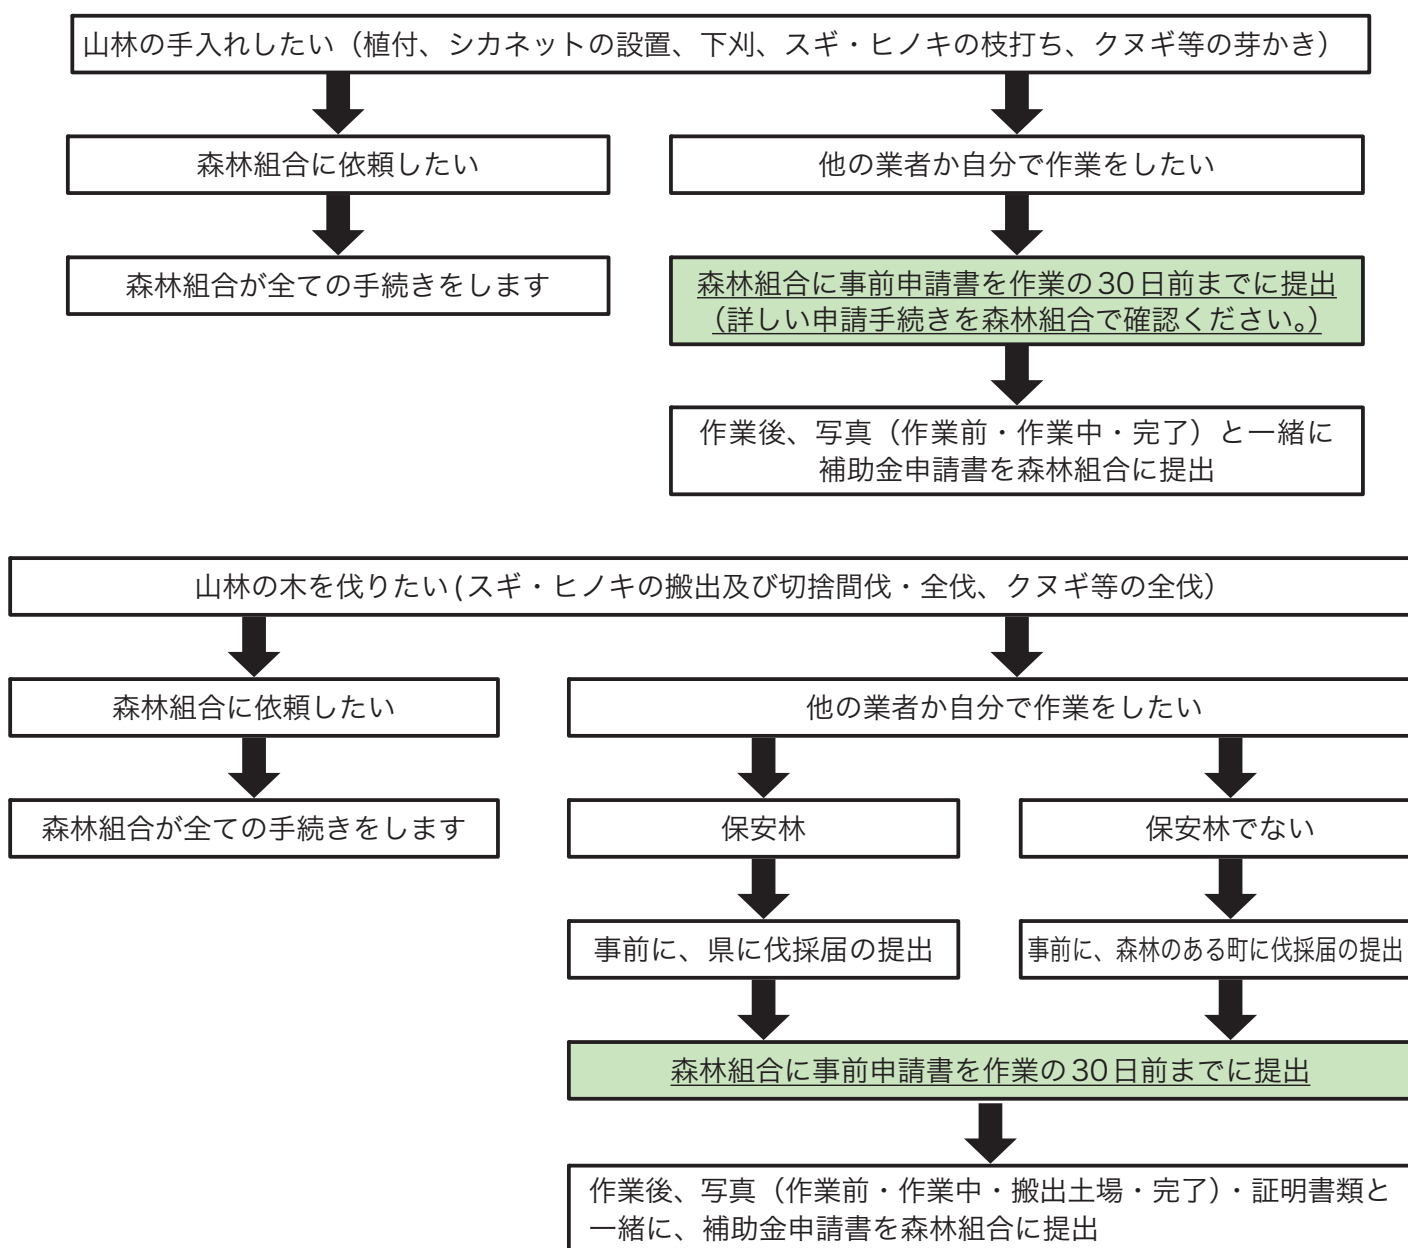 山林の手入れしたい（植付、シカネットの設置、下刈、スギ・ヒノキの枝打ち、クヌギ等の芽かき）
森林組合に依頼したい
他の業者か自分で作業をしたい
森林組合が全ての手続きをします
森林組合に事前申請書を作業の30日前までに提出
（詳しい申請手続きを森林組合で確認ください。）
作業後、写真（作業前・作業中・完了）と一緒に
補助金申請書を森林組合に提出
山林の木を伐りたい(スギ・ヒノキの搬出及び切捨間伐・全伐、クヌギ等の全伐）
森林組合に依頼したい
他の業者か自分で作業をしたい
森林組合が全ての手続きをします
保安林
保安林でない
事前に、県に伐採届の提出
事前に、森林のある町に伐採届の提出
森林組合に事前申請書を作業の30日前までに提出
作業後、写真（作業前・作業中・搬出土場・完了）・証明書類と
一緒に、補助金申請書を森林組合に提出